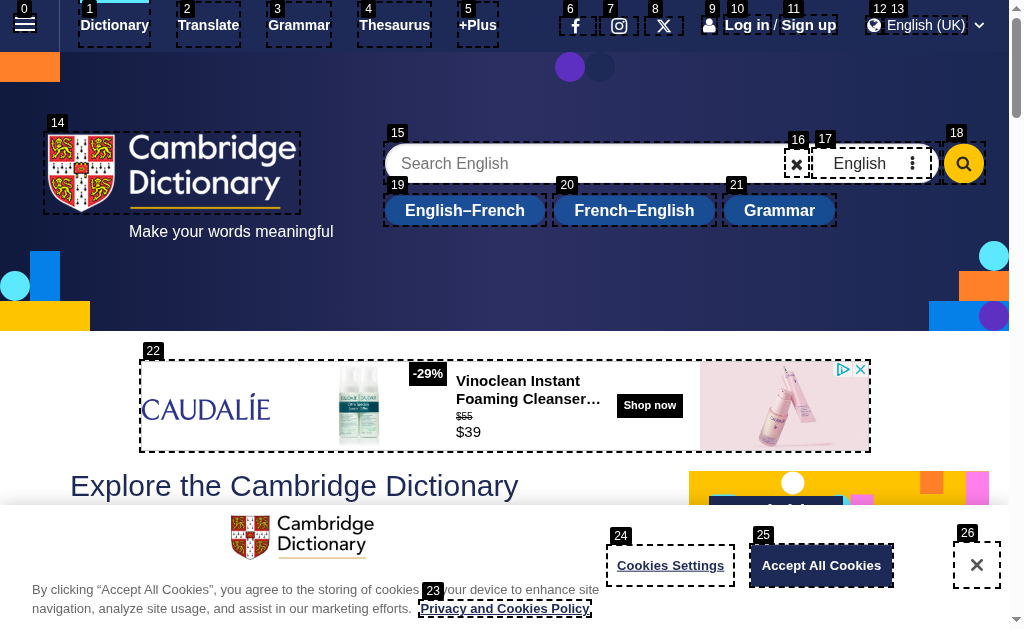 0
1
2
3
4
5
6
7
8
9
10
11
12
13
Dictionary
Translate
Grammar
Thesaurus
+Plus
Log in / Sign up
English (UK)
14
15
16
17
18
Cambridge
Dictionary
Make your words meaningful
Search English
English
19
20
21
English–French
French–English
Grammar
22
CAUDALÍE
-29%
Vinoclean Instant
Foaming Cleanser…
$55
$39
Shop now
Explore the Cambridge Dictionary
Cambridge
Dictionary
24
25
26
Cookies Settings
Accept All Cookies
By clicking “Accept All Cookies”, you agree to the storing of cookies your device to enhance site
23
navigation, analyze site usage, and assist in our marketing efforts. Privacy and Cookies Policy